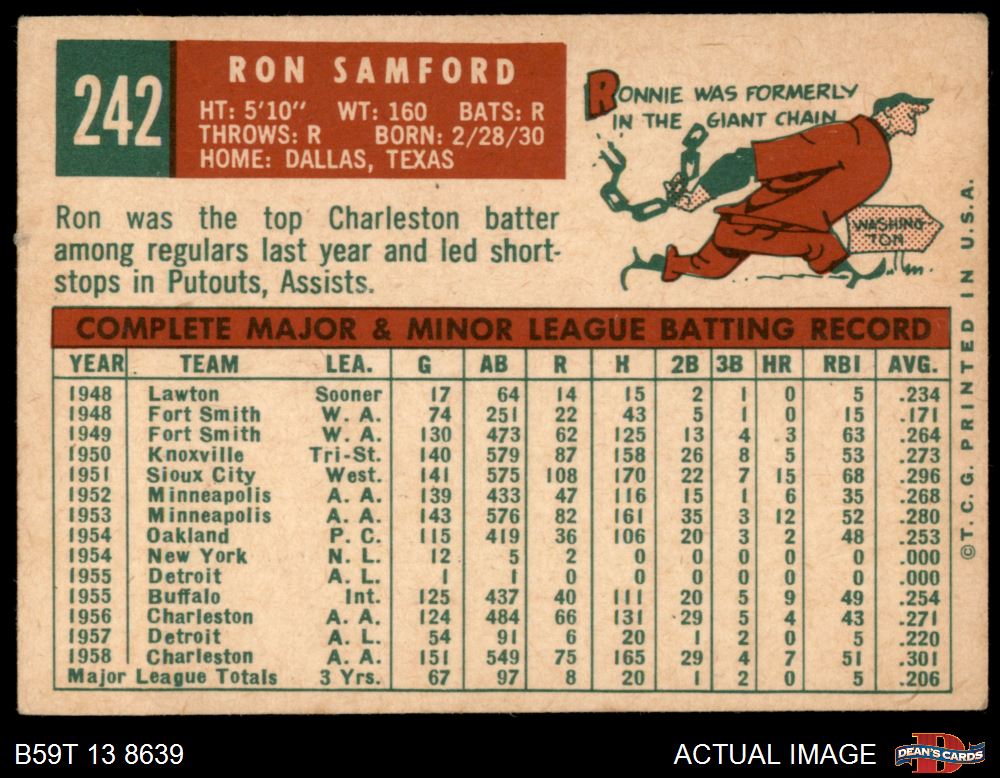 242
RON SAMFORD
HT: 5'10" WT: 160 BATS: R
THROWS: R BORN: 2/28/30
HOME: DALLAS, TEXAS
RONNIE WAS FORMERLY
IN THE GIANT CHAIN
WASHING-
TON
Ron was the top Charleston batter
among regulars last year and led short-
stops in Putouts, Assists.
COMPLETE MAJOR & MINOR LEAGUE BATTING RECORD
YEAR TEAM LEA. G AB R H 2B 3B HR RBI AVG.
1948 Lawton Sooner 17 64 14 15 2 1 0 5 .234
1948 Fort Smith W. A. 74 251 22 43 5 1 0 15 .171
1949 Fort Smith W. A. 130 473 62 125 13 4 3 63 .264
1950 Knoxville Tri-St. 140 579 87 158 26 8 5 53 .273
1951 Sioux City West. 141 575 108 170 22 7 15 68 .296
1952 Minneapolis A. A. 139 433 47 116 15 1 6 35 .268
1953 Minneapolis A. A. 143 576 82 161 35 3 12 52 .280
1954 Oakland P. C. 115 419 36 106 20 3 2 48 .253
1954 New York N. L. 12 5 2 0 0 0 0 0 .000
1955 Detroit A. L. 1 1 0 0 0 0 0 0 .000
1955 Buffalo Int. 125 437 40 111 20 5 9 49 .254
1956 Charleston A. A. 124 484 66 131 29 5 4 43 .271
1957 Detroit A. L. 54 91 6 20 1 2 0 5 .220
1958 Charleston A. A. 151 549 75 165 29 4 7 51 .301
Major League Totals 3 Yrs. 67 97 8 20 1 2 0 5 .206
©T.C.G. PRINTED IN U.S.A.
B59T 13 8639
ACTUAL IMAGE
DEAN'S CARDS